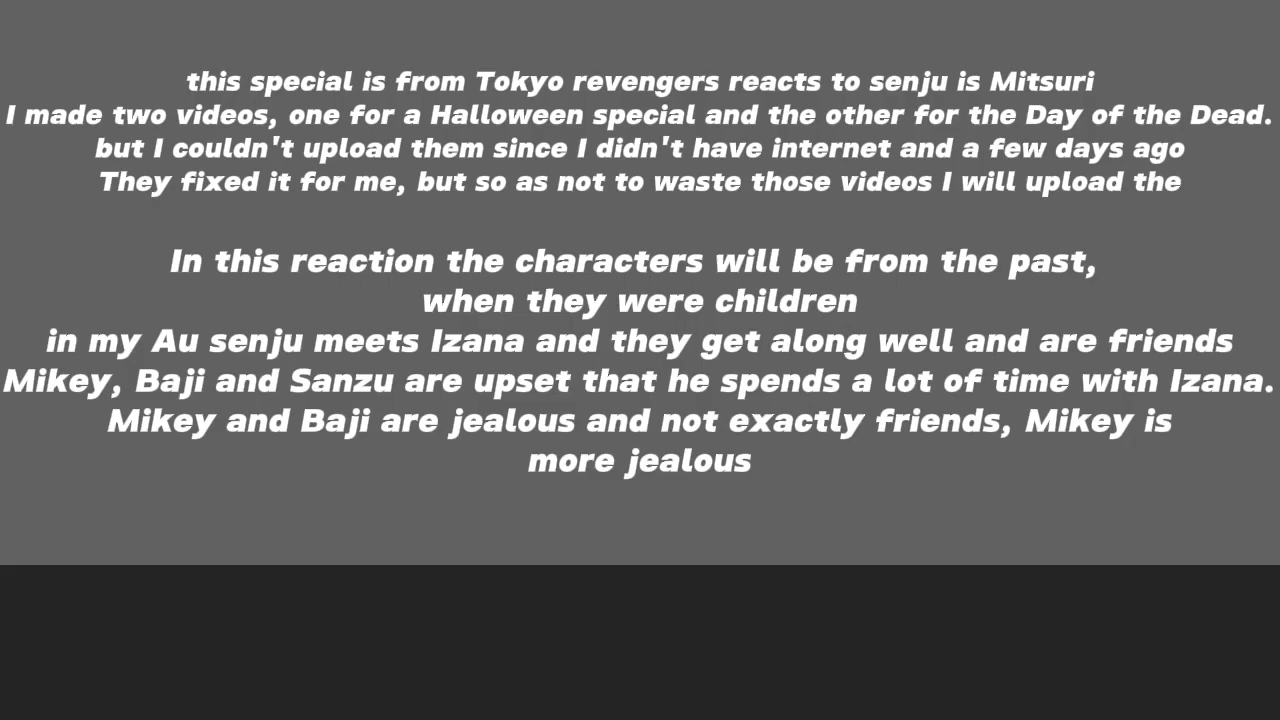 this special is from Tokyo revengers reacts to senju is Mitsuri
I made two videos, one for a Halloween special and the other for the Day of the Dead.
but I couldn't upload them since I didn't have internet and a few days ago
They fixed it for me, but so as not to waste those videos I will upload the
In this reaction the characters will be from the past,
when they were children
in my Au senju meets Izana and they get along well and are friends
Mikey, Baji and Sanzu are upset that he spends a lot of time with Izana.
Mikey and Baji are jealous and not exactly friends, Mikey is
more jealous